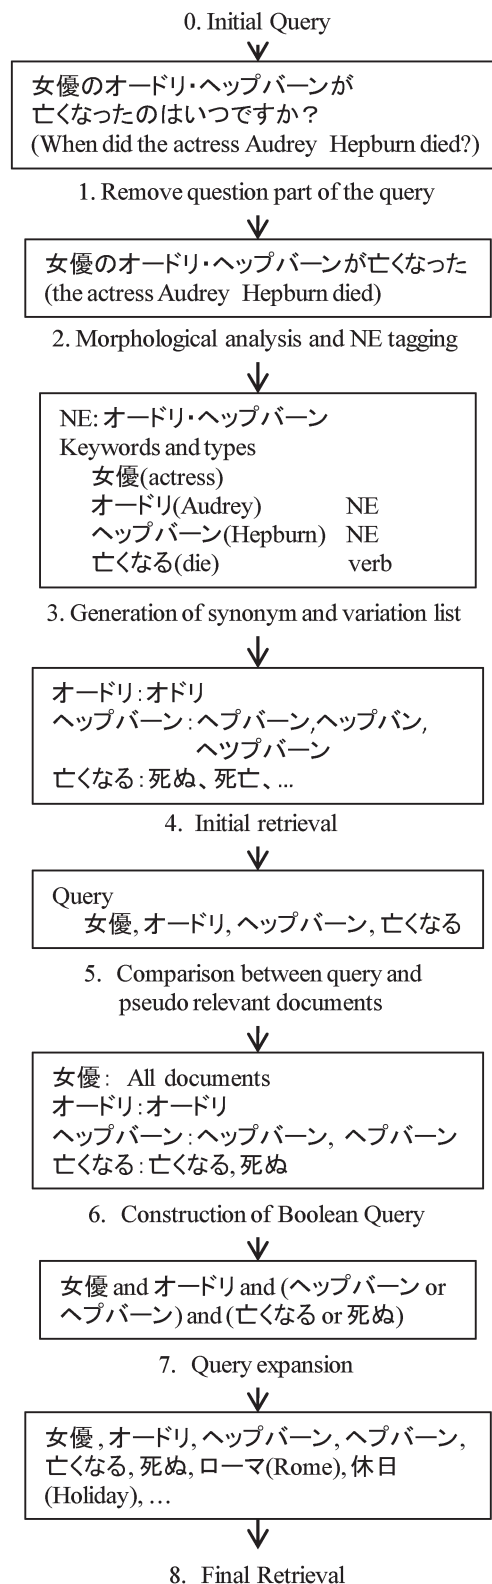 0. Initial Query
女優のオードリ・ヘップバーンが
亡くなったのはいつですか？
(When did the actress Audrey Hepburn died?)
1. Remove question part of the query
女優のオードリ・ヘップバーンが亡くなった
(the actress Audrey Hepburn died)
2. Morphological analysis and NE tagging
NE: オードリ・ヘップバーン
Keywords and types
女優(actress)
オードリ(Audrey) NE
ヘップバーン(Hepburn) NE
亡くなる(die) verb
3. Generation of synonym and variation list
オードリ：オドリ
ヘップバーン：ヘプバーン,ヘップバン,
ヘツプバーン
亡くなる：死ぬ、死亡、...
4. Initial retrieval
Query
女優, オードリ, ヘップバーン, 亡くなる
5. Comparison between query and
pseudo relevant documents
女優： All documents
オードリ：オードリ
ヘップバーン：ヘップバーン, ヘプバーン
亡くなる：亡くなる, 死ぬ
6. Construction of Boolean Query
女優 and オードリ and (ヘップバーン or
ヘプバーン) and (亡くなる or 死ぬ)
7. Query expansion
女優, オードリ, ヘップバーン, ヘプバーン,
亡くなる, 死ぬ, ローマ(Rome), 休日
(Holiday), …
8. Final Retrieval